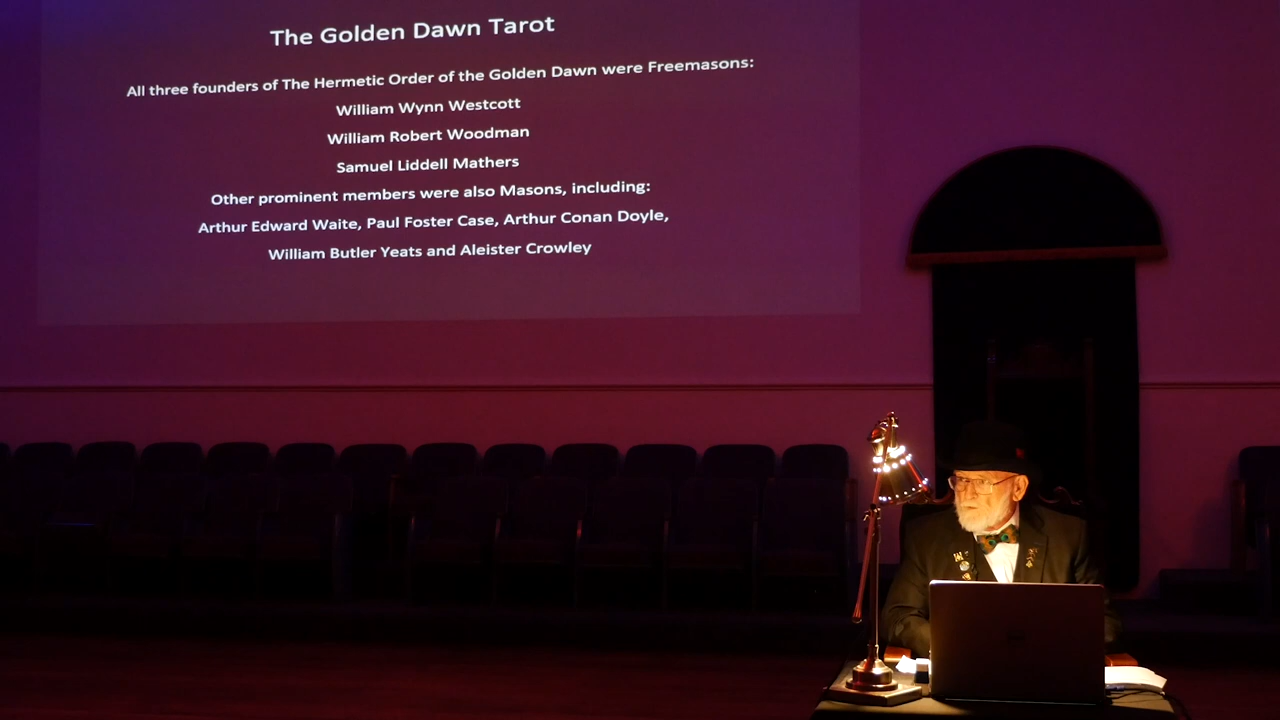 The Golden Dawn Tarot
All three founders of The Hermetic Order of the Golden Dawn were Freemasons:
William Wynn Westcott
William Robert Woodman
Samuel Liddell Mathers
Other prominent members were also Masons, including:
Arthur Edward Waite, Paul Foster Case, Arthur Conan Doyle,
William Butler Yeats and Aleister Crowley